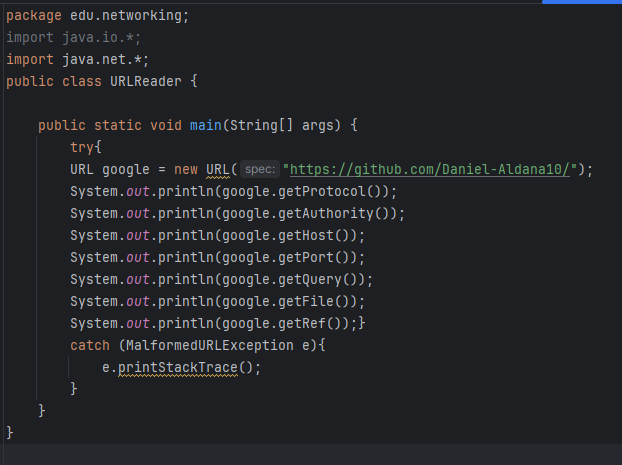 package edu.networking;
import java.io.*;
import java.net.*;
public class URLReader {
public static void main(String[] args) {
try{
URL google = new URL( spec: "https://github.com/Daniel-Aldana10/");
System.out.println(google.getProtocol());
System.out.println(google.getAuthority());
System.out.println(google.getHost());
System.out.println(google.getPort());
System.out.println(google.getQuery());
System.out.println(google.getFile());
System.out.println(google.getRef());}
catch (MalformedURLException e){
e.printStackTrace();
}
}
}